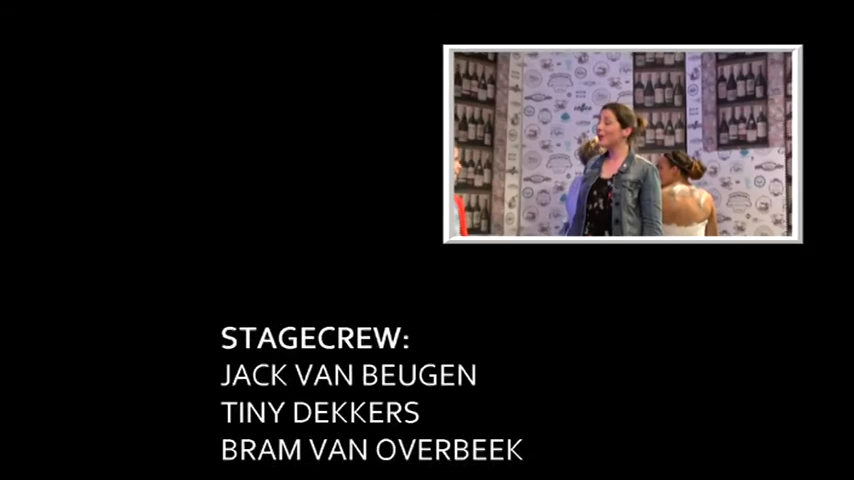 STAGECREW:
JACK VAN BEUGEN
TINY DEKKERS
BRAM VAN OVERBEEK